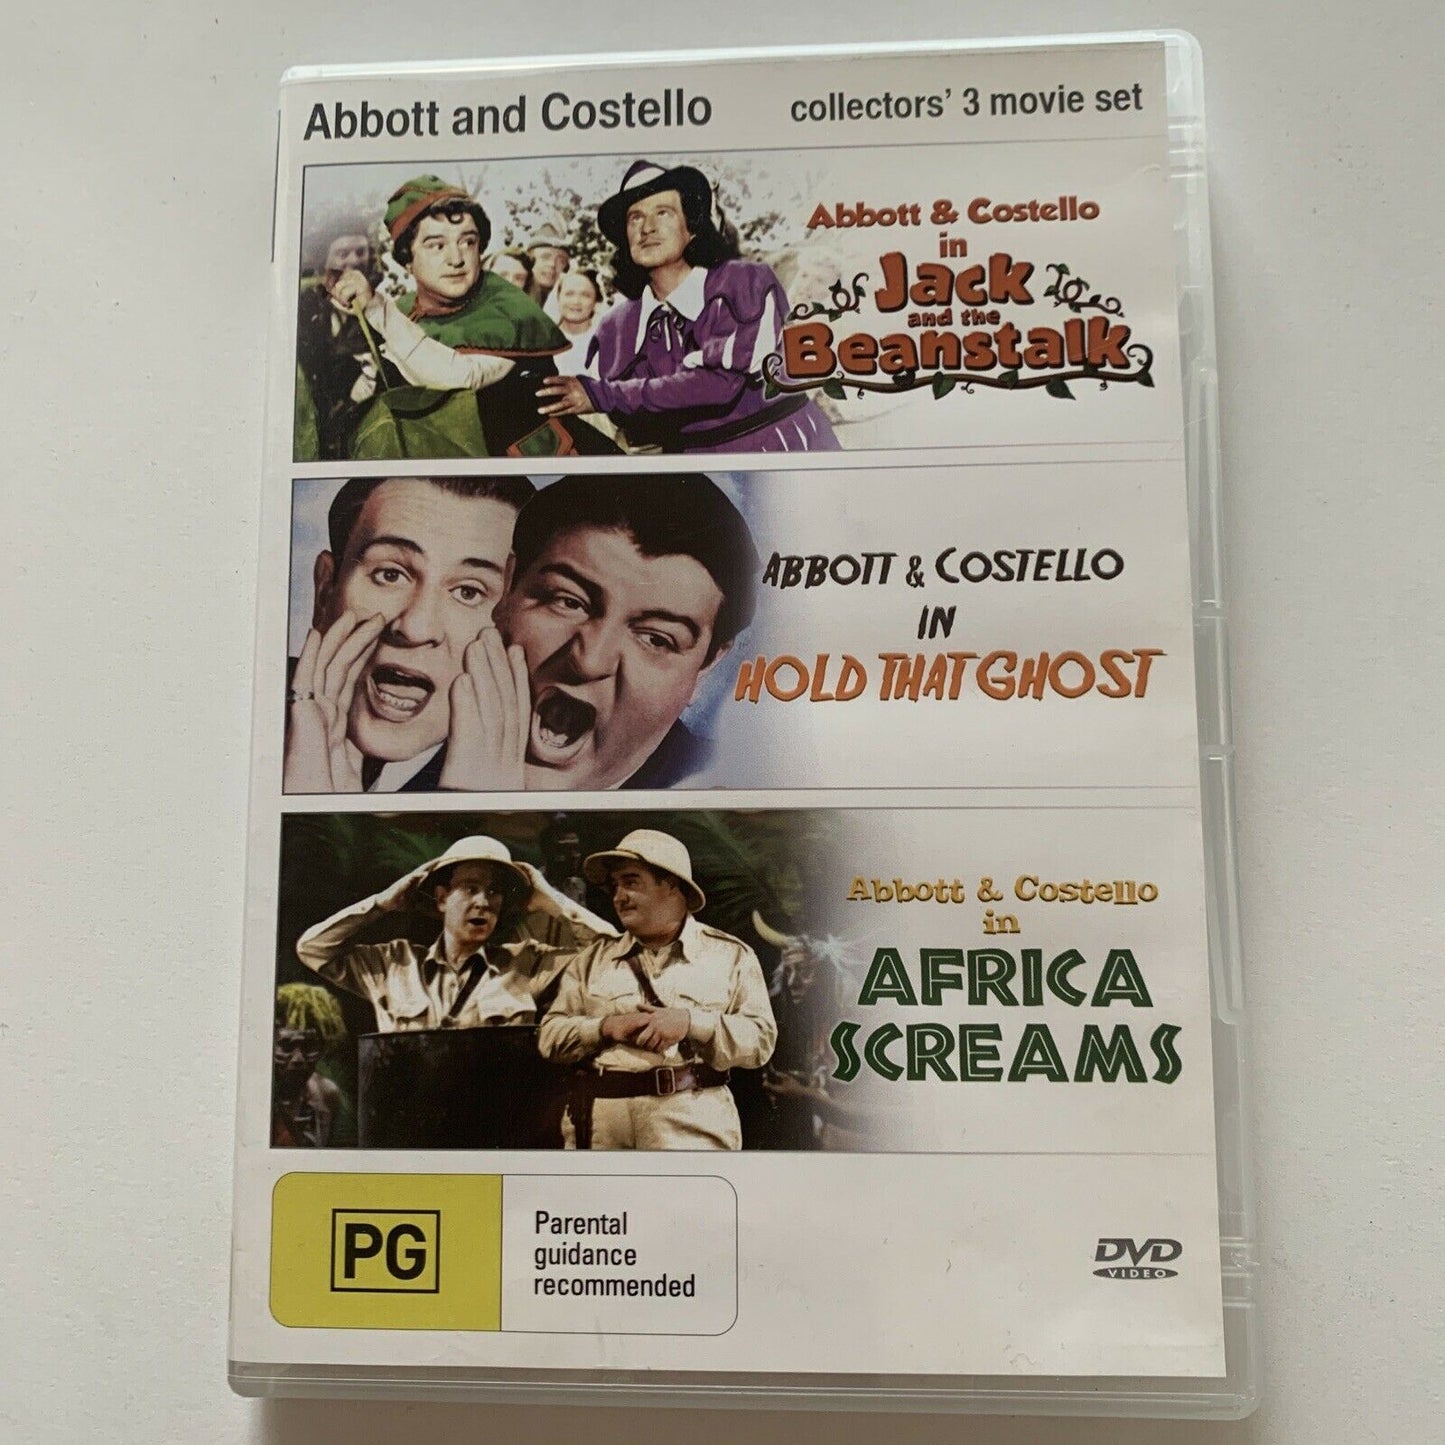 Abbott and Costello collectors' 3 movie set
Abbott & Costello
in
Jack
and the
Beanstalk
ABBOTT & COSTELLO
IN
HOLD THAT GHOST
Abbott & Costello
in
AFRICA
SCREAMS
PG
Parental
guidance
recommended
DVD
VIDEO